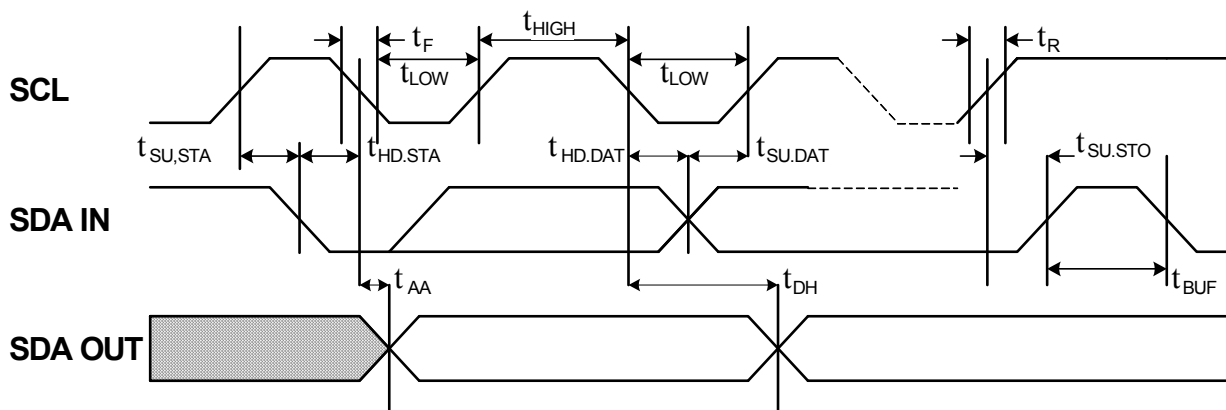 tF
tHIGH
tR
SCL
tLOW
tLOW
tSU,STA
tHD.STA
tHD.DAT
tSU.DAT
tSU.STO
SDA IN
tAA
tDH
tBUF
SDA OUT